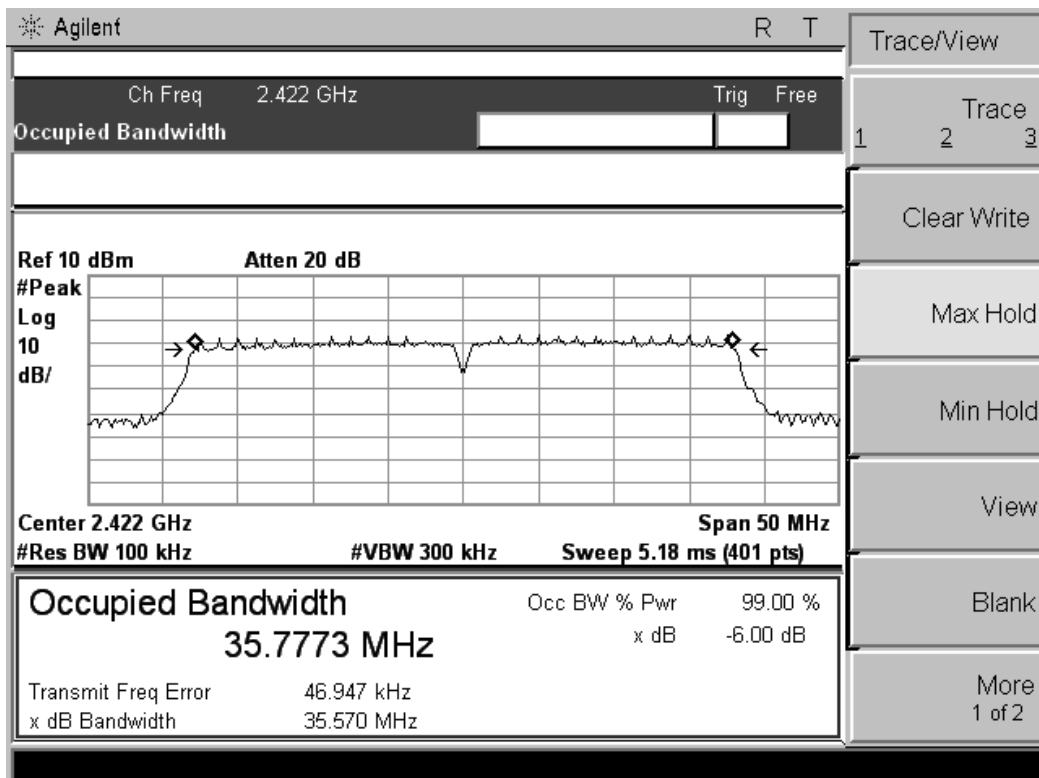 Agilent R T
Ch Freq 2.422 GHz Trig Free
Occupied Bandwidth
Ref 10 dBm Atten 20 dB
#Peak
Log
10
dB/
Center 2.422 GHz Span 50 MHz
#Res BW 100 kHz #VBW 300 kHz Sweep 5.18 ms (401 pts)
Occupied Bandwidth
35.7773 MHz
Occ BW % Pwr 99.00 %
x dB -6.00 dB
Transmit Freq Error 46.947 kHz
x dB Bandwidth 35.570 MHz
Trace/View
Trace
1 2 3
Clear Write
Max Hold
Min Hold
View
Blank
More
1 of 2